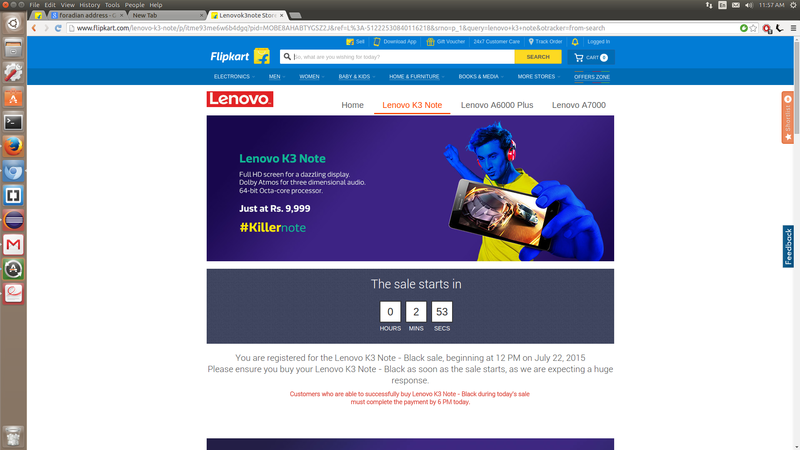 File Edit View History Bookmarks Tools People Help
11:57 AM
foradian address - G
New Tab
Lenovok3note Store
www.flipkart.com/lenovo-k3-note/p/itme93me6w6b4dgq?pid=MOBE8AHABTYGSZ2J&ref=L%3A-5122253084011621&srno=p_1&query=lenovo+k3+note&otracker=from-search
Sell Download App Gift Voucher 24x7 Customer Care Track Order Logged in
Flipkart
So, what are you wishing for today?
SEARCH
CART 0
ELECTRONICS MEN WOMEN BABY & KIDS HOME & FURNITURE BOOKS & MEDIA MORE STORES OFFERS ZONE
Lenovo
Home Lenovo K3 Note Lenovo A6000 Plus Lenovo A7000
Lenovo K3 Note
Full HD screen for a dazzling display.
Dolby Atmos for three dimensional audio.
64-bit Octa-core processor.
Just at Rs. 9,999
#Killernote
Feedback
The sale starts in
0 2 53
HOURS MINS SECS
You are registered for the Lenovo K3 Note - Black sale, beginning at 12 PM on July 22, 2015
Please ensure you buy your Lenovo K3 Note - Black as soon as the sale starts, as we are expecting a huge
response.
Customers who are able to successfully buy Lenovo K3 Note - Black during today's sale
must complete the payment by 6 PM today.